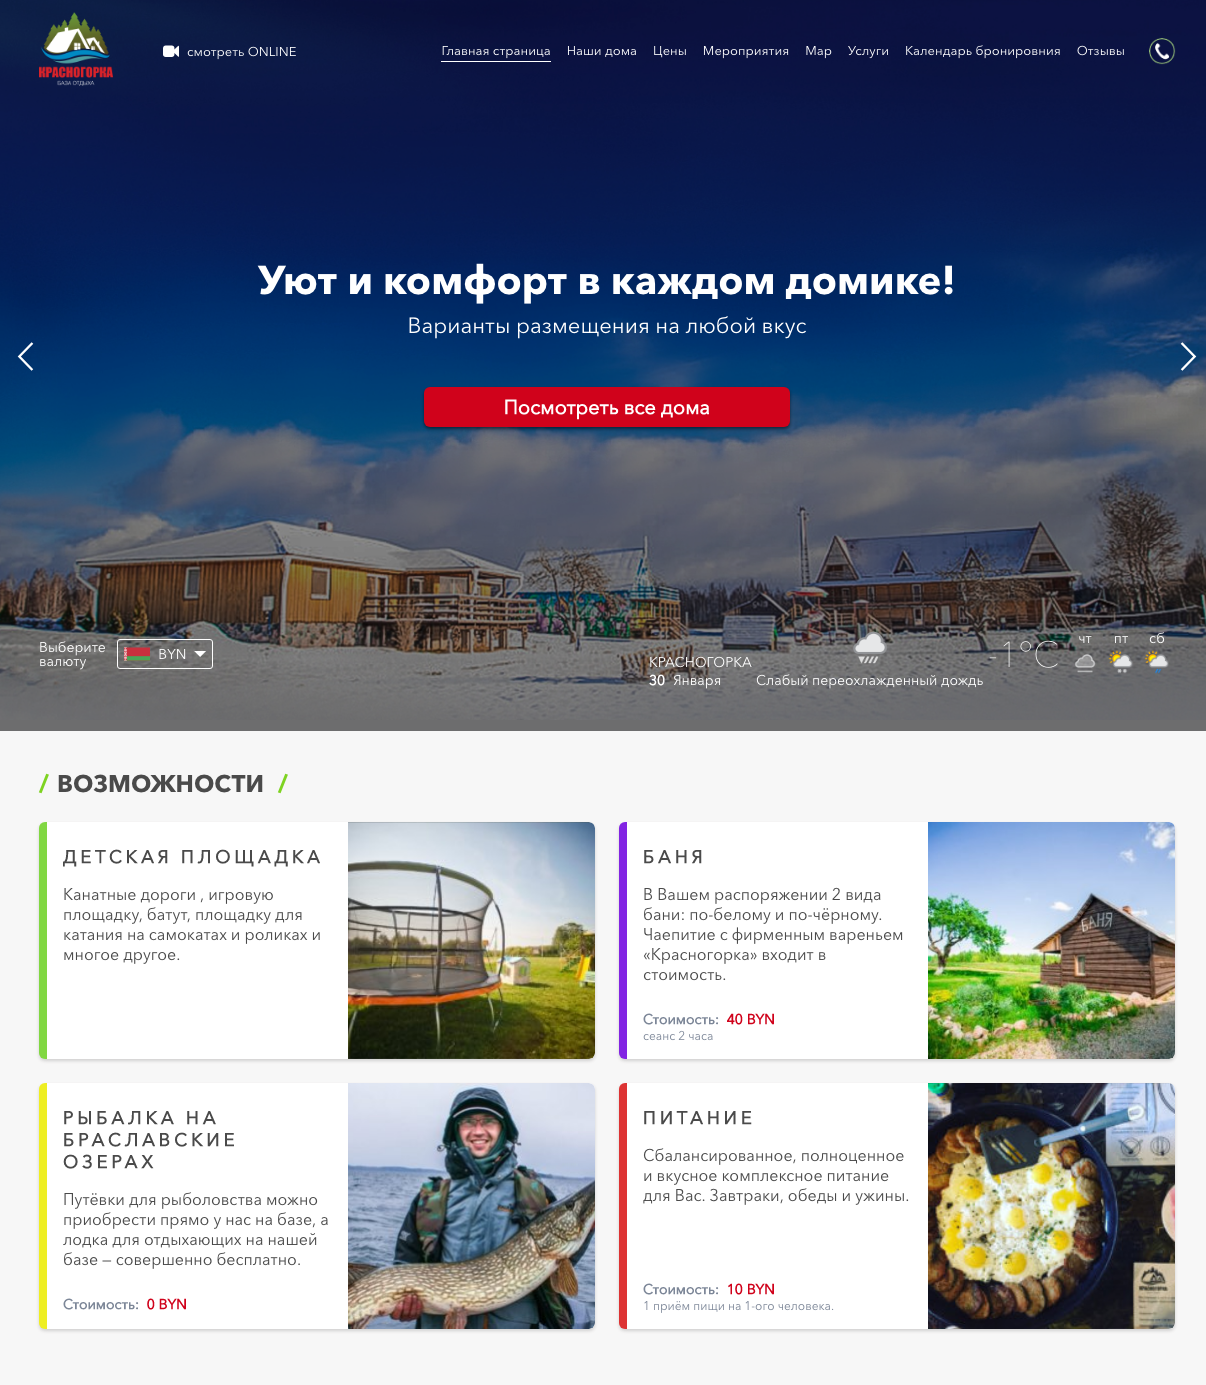 КРАСНОГОРКА
БАЗА ОТДЫХА
смотреть ONLINE
Главная страница Наши дома Цены Мероприятия Мар Услуги Календарь бронировния Отзывы
Уют и комфорт в каждом домике!
Варианты размещения на любой вкус
Посмотреть все дома
Выберите
валюту
BYN
КРАСНОГОРКА
30 Января
Слабый переохлажденный дождь
-1°C
чт пт сб
/ ВОЗМОЖНОСТИ /
ДЕТСКАЯ ПЛОЩАДКА
Канатные дороги , игровую
площадку, батут, площадку для
катания на самокатах и роликах и
многое другое.
БАНЯ
В Вашем распоряжении 2 вида
бани: по-белому и по-чёрному.
Чаепитие с фирменным вареньем
«Красногорка» входит в
стоимость.
Стоимость: 40 BYN
сеанс 2 часа
БАНЯ
РЫБАЛКА НА
БРАСЛАВСКИЕ
ОЗЕРАХ
Путёвки для рыболовства можно
приобрести прямо у нас на базе, а
лодка для отдыхающих на нашей
базе — совершенно бесплатно.
Стоимость: 0 BYN
ПИТАНИЕ
Сбалансированное, полноценное
и вкусное комплексное питание
для Вас. Завтраки, обеды и ужины.
Стоимость: 10 BYN
1 приём пищи на 1-ого человека.
КРАСНОГОРКА